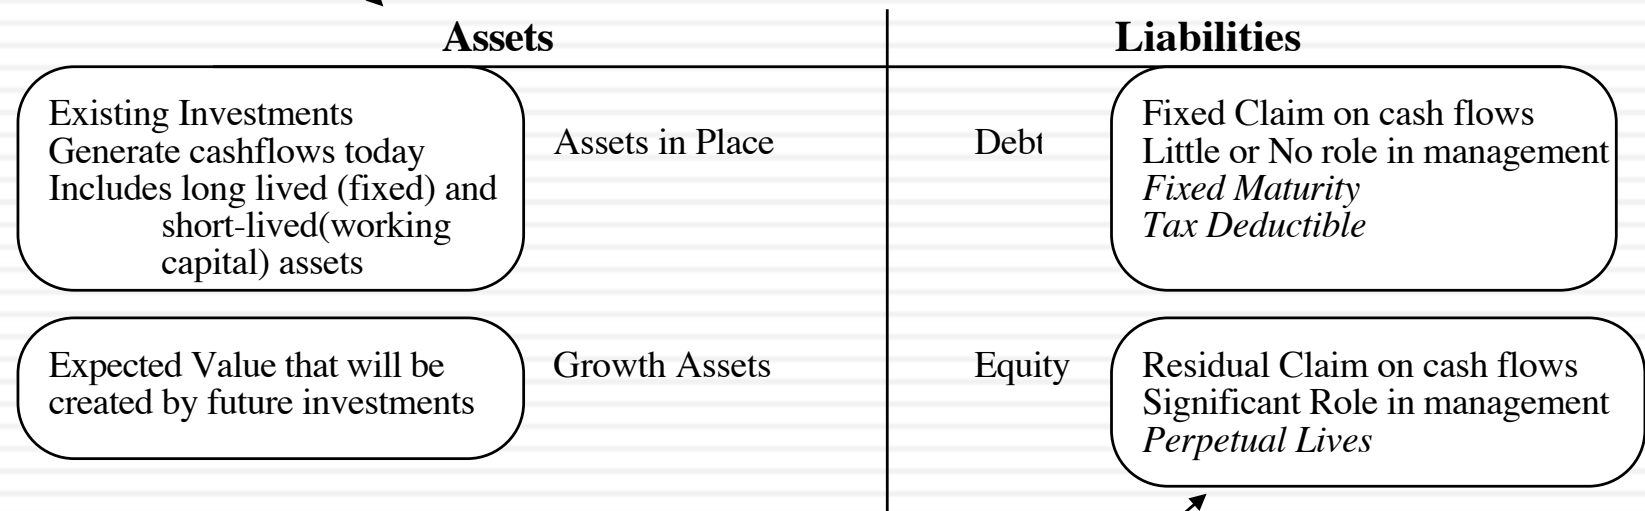 Assets
Liabilities
Existing Investments
Generate cashflows today
Includes long lived (fixed) and
short-lived(working
capital) assets
Assets in Place
Debt
Fixed Claim on cash flows
Little or No role in management
Fixed Maturity
Tax Deductible
Expected Value that will be
created by future investments
Growth Assets
Equity
Residual Claim on cash flows
Significant Role in management
Perpetual Lives